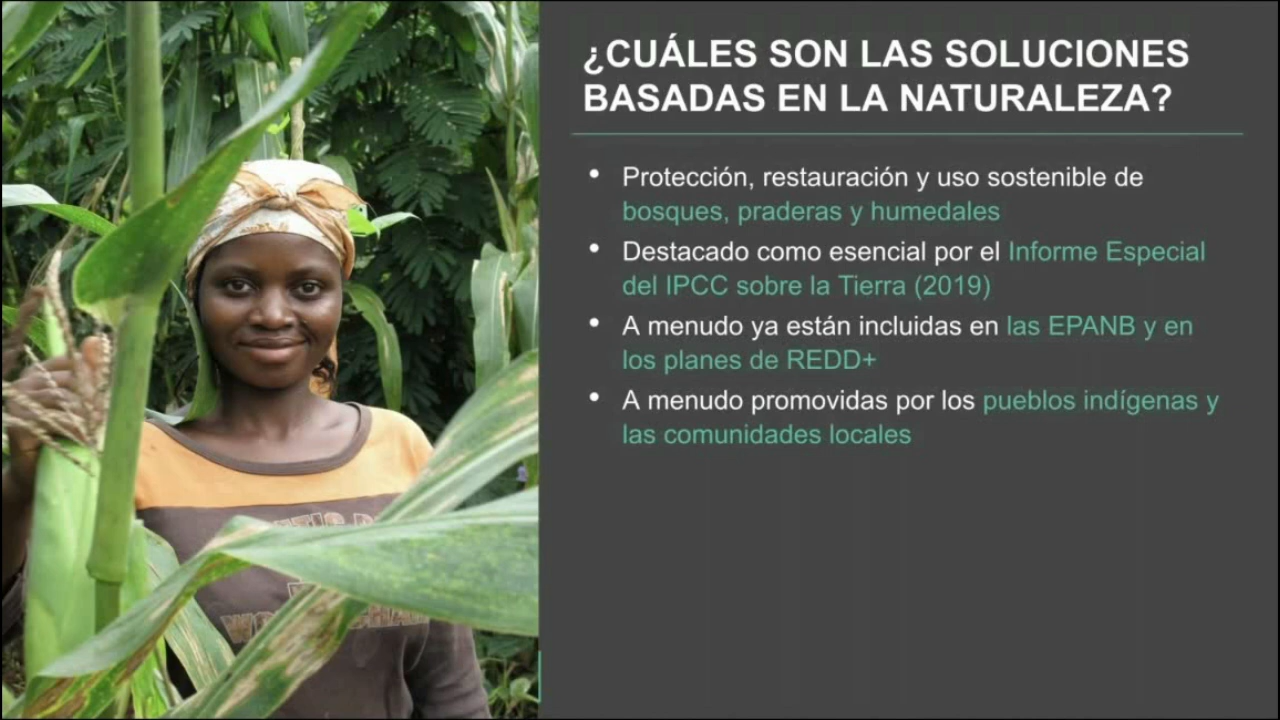 ¿CUÁLES SON LAS SOLUCIONES
BASADAS EN LA NATURALEZA?
• Protección, restauración y uso sostenible de
bosques, praderas y humedales
• Destacado como esencial por el Informe Especial
del IPCC sobre la Tierra (2019)
• A menudo ya están incluidas en las EPANB y en
los planes de REDD+
• A menudo promovidas por los pueblos indígenas y
las comunidades locales